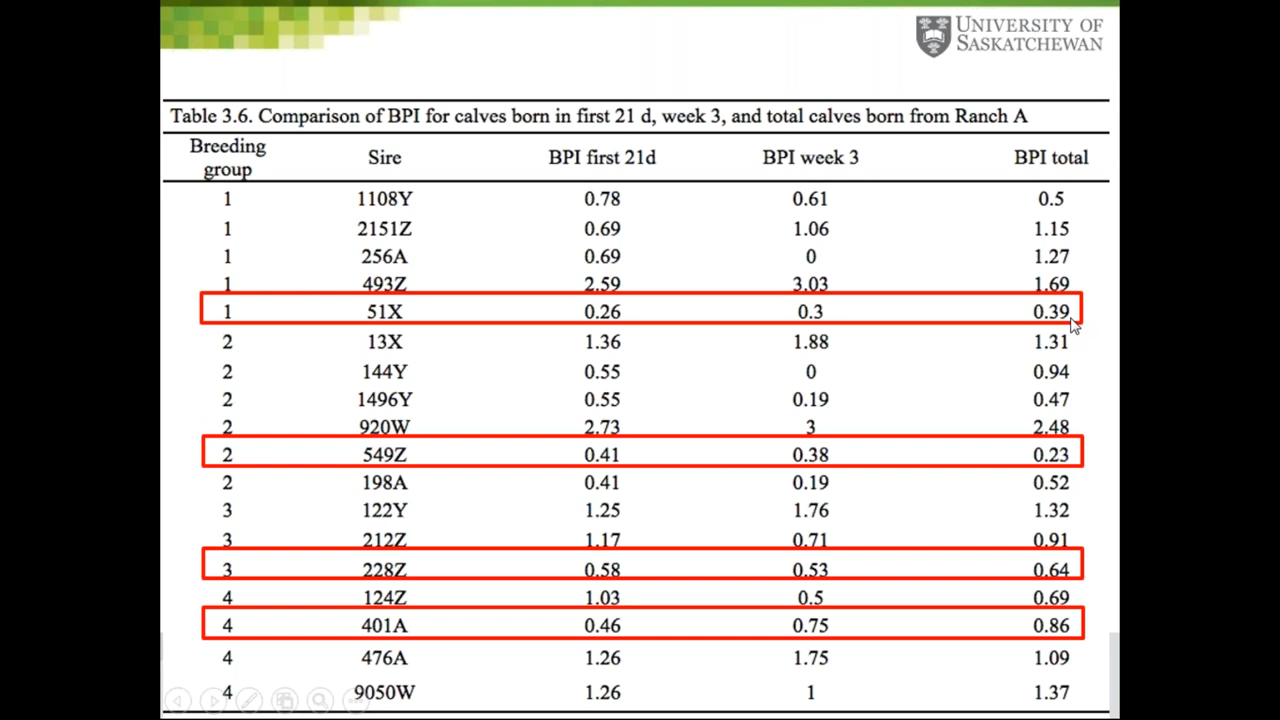 UNIVERSITY OF
SASKATCHEWAN
Table 3.6. Comparison of BPI for calves born in first 21 d, week 3, and total calves born from Ranch A
Breeding group Sire BPI first 21d BPI week 3 BPI total
1 1108Y 0.78 0.61 0.5
1 2151Z 0.69 1.06 1.15
1 256A 0.69 0 1.27
1 493Z 2.59 3.03 1.69
1 51X 0.26 0.3 0.39
2 13X 1.36 1.88 1.31
2 144Y 0.55 0 0.94
2 1496Y 0.55 0.19 0.47
2 920W 2.73 3 2.48
2 549Z 0.41 0.38 0.23
2 198A 0.41 0.19 0.52
3 122Y 1.25 1.76 1.32
3 212Z 1.17 0.71 0.91
3 228Z 0.58 0.53 0.64
4 124Z 1.03 0.5 0.69
4 401A 0.46 0.75 0.86
4 476A 1.26 1.75 1.09
4 9050W 1.26 1 1.37